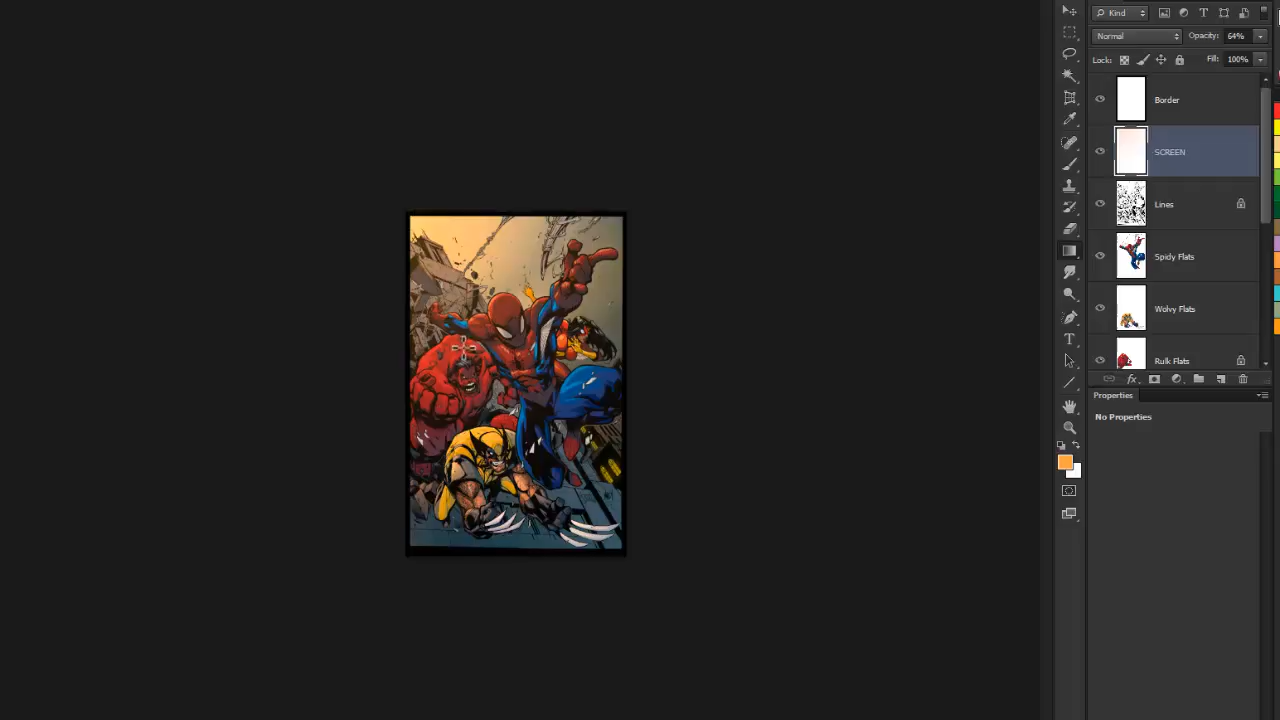 Kind
Normal Opacity: 64%
Lock: Fill: 100%
Border
SCREEN
Lines
Spidy Flats
Wolvy Flats
Rulk Flats
fx
Properties
No Properties
T
T